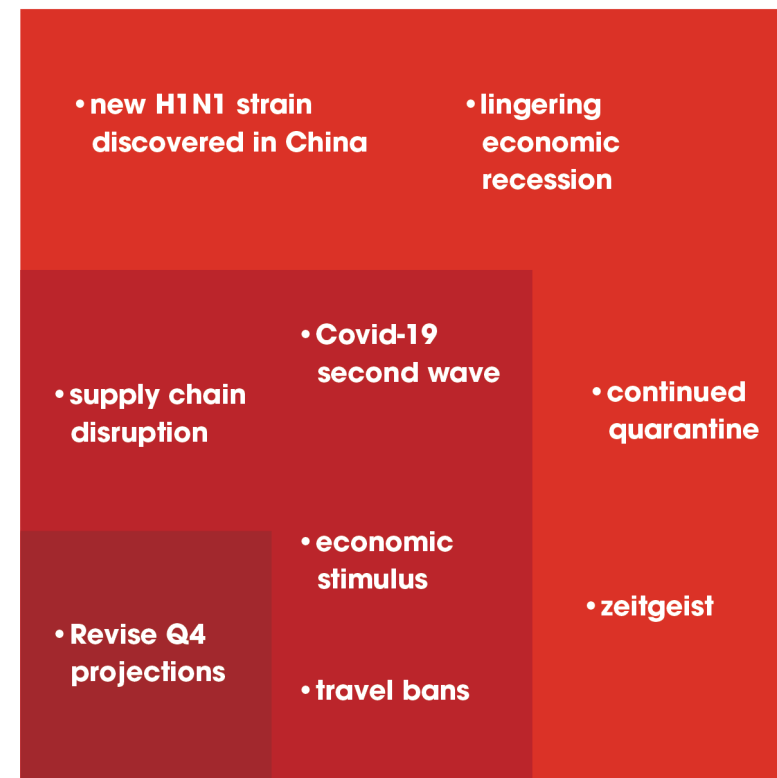 • new H1N1 strain
discovered in China
• lingering
economic
recession
• Covid-19
second wave
• supply chain
disruption
• continued
quarantine
• economic
stimulus
• zeitgeist
• Revise Q4
projections
• travel bans